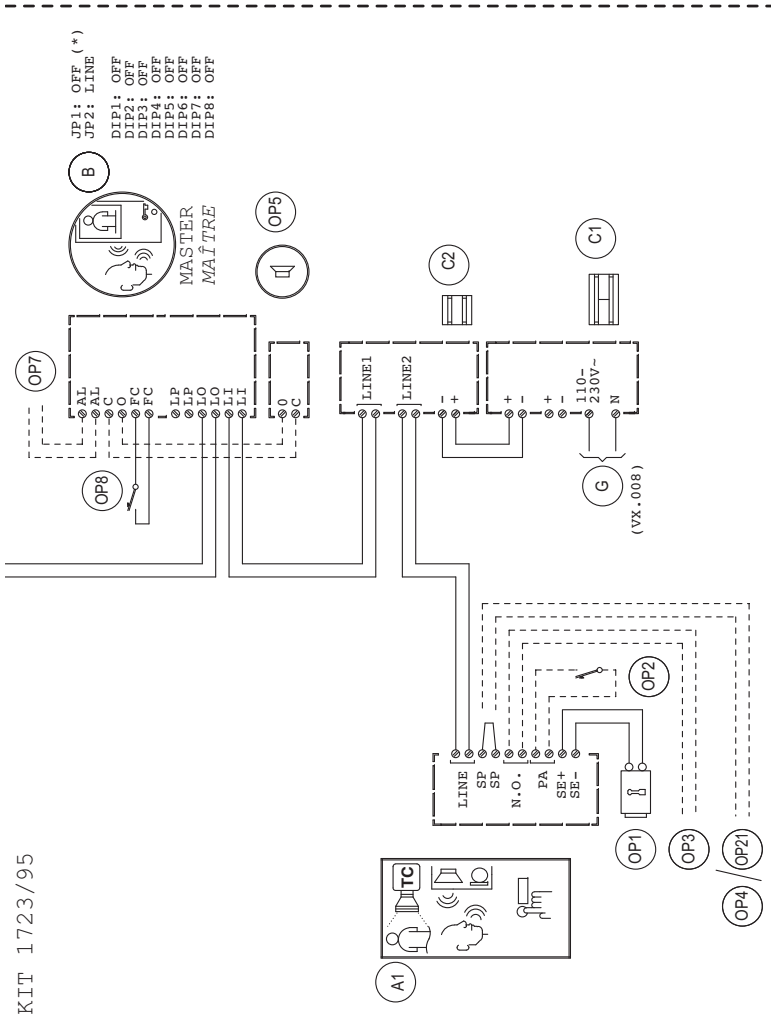 KIT 1723/95
A1
TC
LINE
SP
SP
N.O.
PA
SE+
SE-
OP1
OP2
OP3
OP4 / OP21
JP1: OFF (*)
JP2: LINE
DIP1: OFF
DIP2: OFF
DIP3: OFF
DIP4: OFF
DIP5: OFF
DIP6: OFF
DIP7: OFF
DIP8: OFF
B
MASTER
MAÎTRE
OP5
OP7
OP8
AL
AL
C
O
FC
FC
LP
LP
LO
LO
LI
LI
0
C
C2
LINE1
LINE2
-
+
C1
+
-
+
-
110-
230V~
N
G
(VX.008)